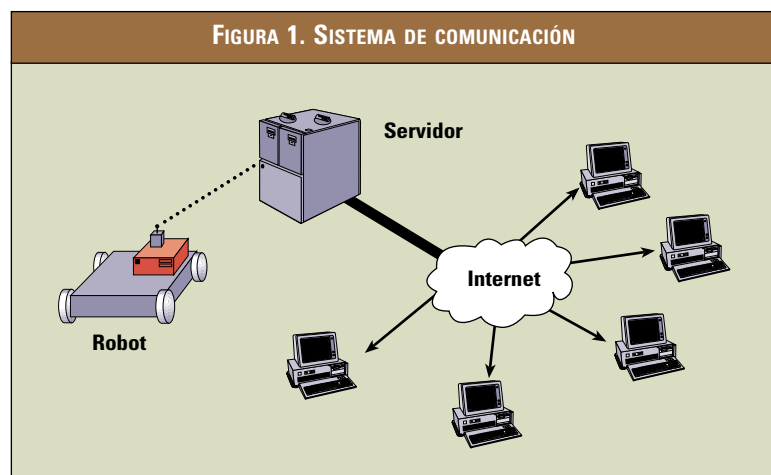 FIGURA 1. SISTEMA DE COMUNICACIÓN
Servidor
Internet
Robot